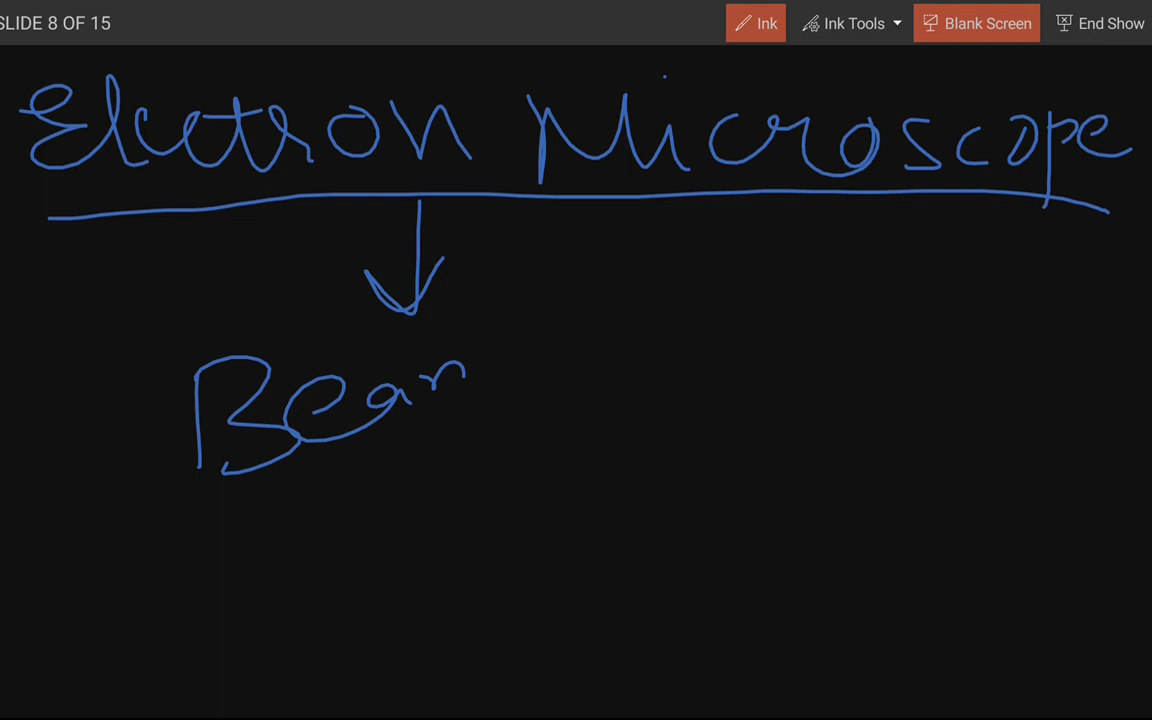 SLIDE 8 OF 15 Ink Ink Tools Blank Screen End Show
Electron Microscope
Bear